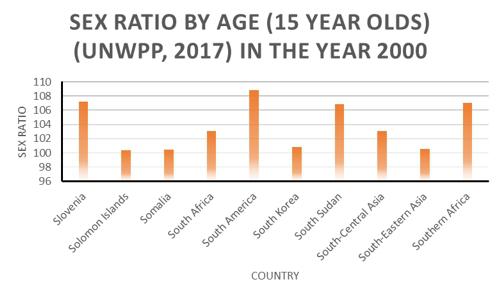 SEX RATIO BY AGE (15 YEAR OLDS)
(UNWPP, 2017) IN THE YEAR 2000
SEX RATIO
110
108
106
104
102
100
98
96
Slovenia
Solomon Islands
Somalia
South Africa
South America
South Korea
South Sudan
South-Central Asia
South-Eastern Asia
Southern Africa
COUNTRY